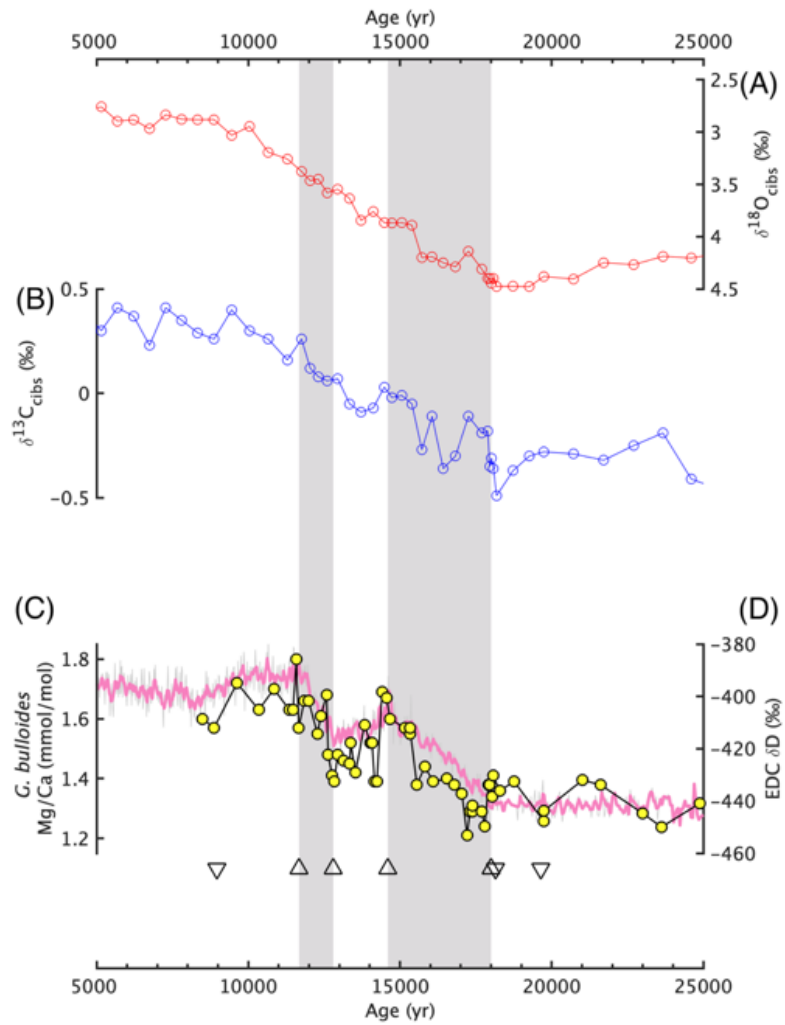 Age (yr)
5000 10000 15000 20000 25000
(A)
2.5
3
3.5
4
4.5
δ18Ocibs (‰)
(B)
0.5
0
−0.5
δ13Ccibs (‰)
(C)
1.8
1.6
1.4
1.2
G. bulloides
Mg/Ca (mmol/mol)
(D)
−380
−400
−420
−440
−460
EDC δD (‰)
5000 10000 15000 20000 25000
Age (yr)